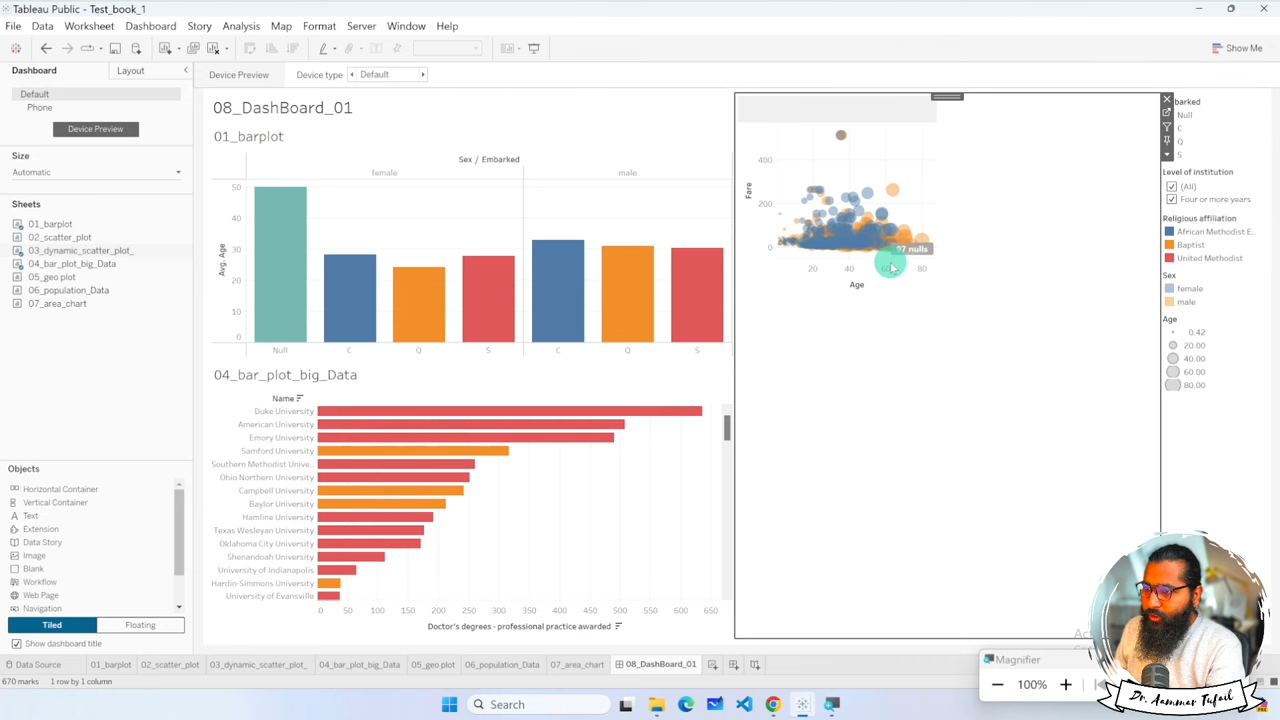 Tableau Public - Test_book_1
File Data Worksheet Dashboard Story Analysis Map Format Server Window Help
Show Me
Dashboard Layout
Device Preview Device type Default
Default
Phone
Device Preview
Size
Automatic
Sheets
01_barplot
02_scatter_plot
03_dynamic_scatter_plot_
04_bar_plot_big_Data
05_geo plot
06_population_Data
07_area_chart
Objects
Horizontal Container
Vertical Container
Text
Extension
Data Story
Image
Blank
Workflow
Web Page
Navigation
Tiled Floating
Show dashboard title
08_DashBoard_01
01_barplot
Sex / Embarked
female male
50
40
30
20
10
0
Avg. Age
Null C Q S C Q S
04_bar_plot_big_Data
Name
Duke University
American University
Emory University
Samford University
Southern Methodist Unive..
Ohio Northern University
Campbell University
Baylor University
Hamline University
Texas Wesleyan University
Oklahoma City University
Shenandoah University
University of Indianapolis
Hardin-Simmons University
University of Evansville
0 50 100 150 200 250 300 350 400 450 500 550 600 650
Doctor's degrees - professional practice awarded
400
200
0
Fare
nulls
20 40 60 80
Age
barked
Null
C
Q
S
Level of institution
(All)
Four or more years
Religious affiliation
African Methodist E..
Baptist
United Methodist
Sex
female
male
Age
0.42
20.00
40.00
60.00
80.00
Data Source 01_barplot 02_scatter_plot 03_dynamic_scatter_plot_ 04_bar_plot_big_Data 05_geo plot 06_population_Data 07_area_chart 08_DashBoard_01
670 marks 1 row by 1 column
Magnifier
100%
Search
Dr. Aammar Tufail